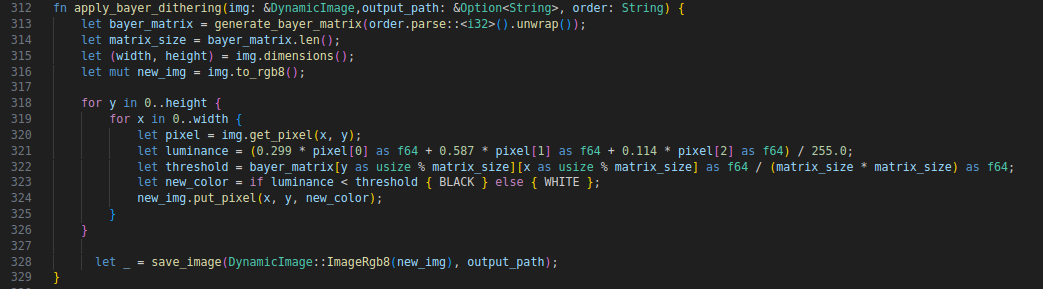 312 fn apply_bayer_dithering(img: &DynamicImage,output_path: &Option<String>, order: String) {
313     let bayer_matrix = generate_bayer_matrix(order.parse::<i32>().unwrap());
314     let matrix_size = bayer_matrix.len();
315     let (width, height) = img.dimensions();
316     let mut new_img = img.to_rgb8();
317
318     for y in 0..height {
319         for x in 0..width {
320             let pixel = img.get_pixel(x, y);
321             let luminance = (0.299 * pixel[0] as f64 + 0.587 * pixel[1] as f64 + 0.114 * pixel[2] as f64) / 255.0;
322             let threshold = bayer_matrix[y as usize % matrix_size][x as usize % matrix_size] as f64 / (matrix_size * matrix_size) as f64;
323             let new_color = if luminance < threshold { BLACK } else { WHITE };
324             new_img.put_pixel(x, y, new_color);
325         }
326     }
327
328       let _ = save_image(DynamicImage::ImageRgb8(new_img), output_path);
329 }